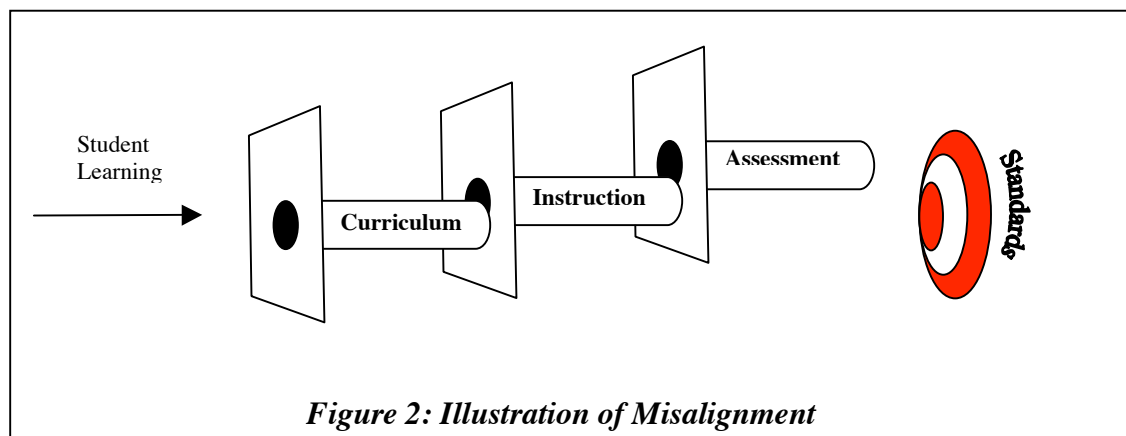 Student
Learning
Curriculum
Instruction
Assessment
Standards
Figure 2: Illustration of Misalignment